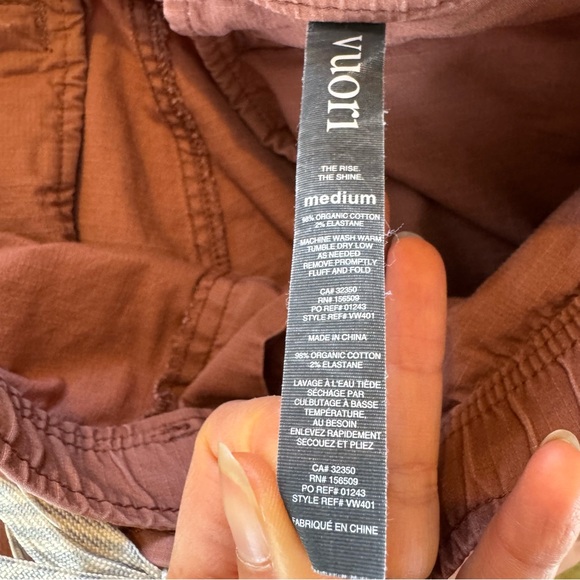 vuori
THE RISE.
THE SHINE.
medium
98% ORGANIC COTTON
2% ELASTANE
MACHINE WASH WARM
TUMBLE DRY LOW
AS NEEDED
REMOVE PROMPTLY
FLUFF AND FOLD
CA# 32350
RN# 156509
PO REF# 01243
STYLE REF# VW401
MADE IN CHINA
98% ORGANIC COTTON
2% ELASTANE
LAVAGE À L'EAU TIÈDE
SÉCHAGE PAR
CULBUTAGE À BASSE
TEMPÉRATURE
AU BESOIN
ENLEVEZ RAPIDEMENT
SECOUEZ ET PLIEZ
CA# 32350
RN# 156509
PO REF# 01243
STYLE REF# VW401
FABRIQUÉ EN CHINE